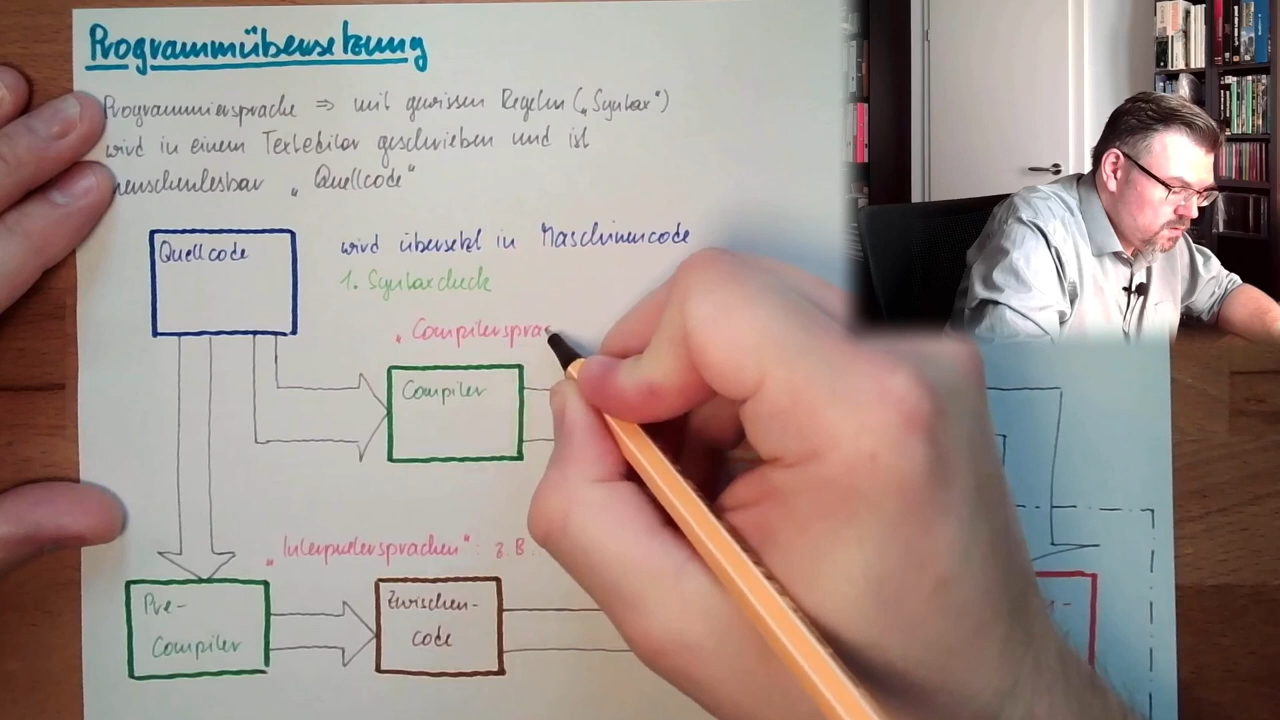 Programmübersetzung
Programmiersprache ⇒ mit gewissen Regeln („Syntax")
wird in einem Texteditor geschrieben und ist
menschenlesbar „Quellcode"
Quellcode
wird übersetzt in Maschinencode
1. Syntaxcheck
„Compilersprac
Compiler
„Interpretersprachen": z.B.
Pre-
Compiler
Zwischen-
code